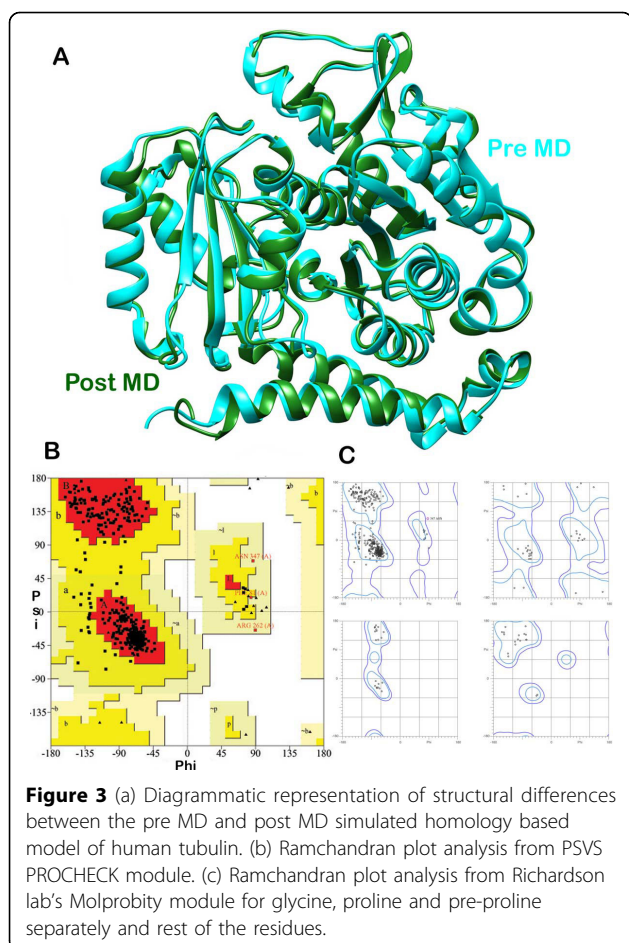 A
Pre MD
Post MD
B
C
180
135
90
45
0
-45
-90
-135
Psi
B
b
a
A
~b
~a
l
~l
b
~b
p
~p
ASN 347 (A)
ARG 262 (A)
-180 -135 -90 -45 0 45 90 135 180
Phi
Figure 3 (a) Diagrammatic representation of structural differences
between the pre MD and post MD simulated homology based
model of human tubulin. (b) Ramchandran plot analysis from PSVS
PROCHECK module. (c) Ramchandran plot analysis from Richardson
lab's Molprobity module for glycine, proline and pre-proline
separately and rest of the residues.